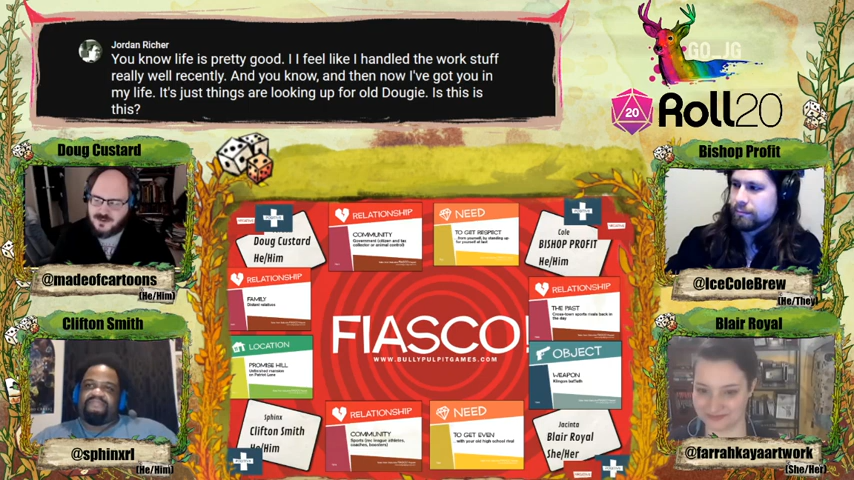 Jordan Richer
You know life is pretty good. I I feel like I handled the work stuff
really well recently. And you know, and then now I've got you in
my life. It's just things are looking up for old Dougie. Is this is
this?
GO_JG
20
Roll20
Doug Custard
@madeofcartoons
(He/Him)
Bishop Profit
@IceColeBrew
(He/They)
Clifton Smith
@sphinxrl
(He/Him)
Blair Royal
@farrahkayaartwork
(She/Her)
Doug Custard
He/Him
RELATIONSHIP
COMMUNITY
Government (citizen and tax
collector or animal control)
NEED
TO GET RESPECT
...from yourself, by standing up
for yourself at last
Cole
BISHOP PROFIT
He/Him
RELATIONSHIP
FAMILY
Distant relatives
RELATIONSHIP
THE PAST
Cross-town sports rivals back in
the day
LOCATION
PROMISE HILL
FIASCO!
WWW.BULLYPULPITGAMES.COM
OBJECT
WEAPON
Klingon bat'leth
Sphinx
Clifton Smith
He/Him
RELATIONSHIP
COMMUNITY
Sports (rec league athletes,
coaches, boosters)
NEED
TO GET EVEN
...with your old high school rival
Jacinta
Blair Royal
She/Her